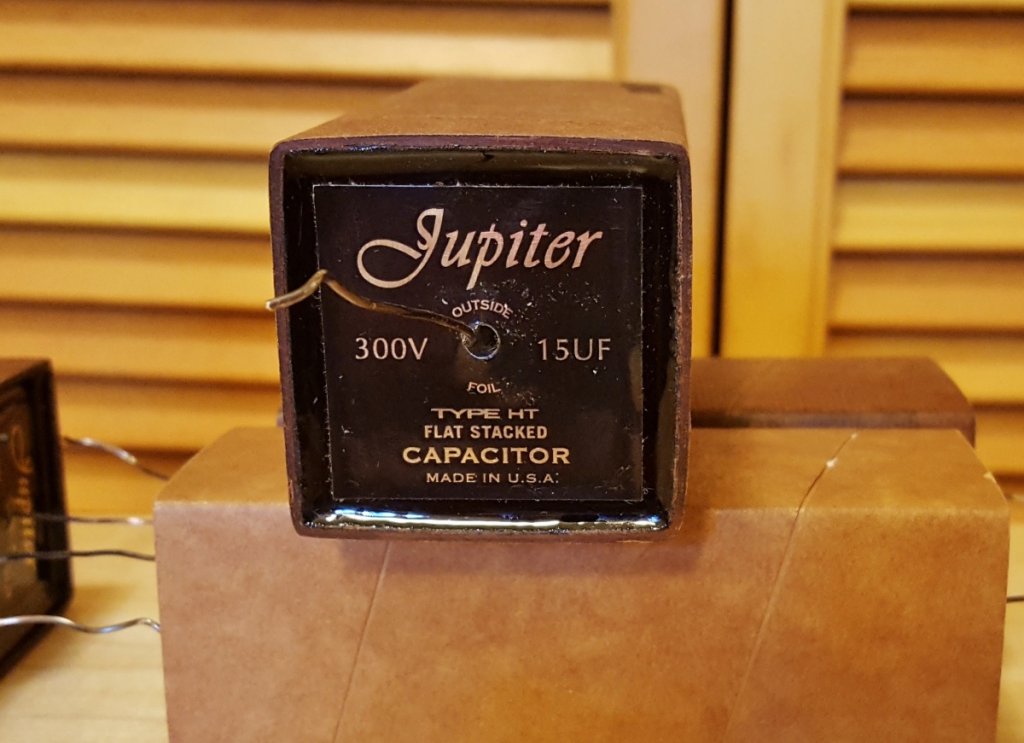 Jupiter
OUTSIDE
300V 15UF
FOIL
TYPE HT
FLAT STACKED
CAPACITOR
MADE IN U.S.A.